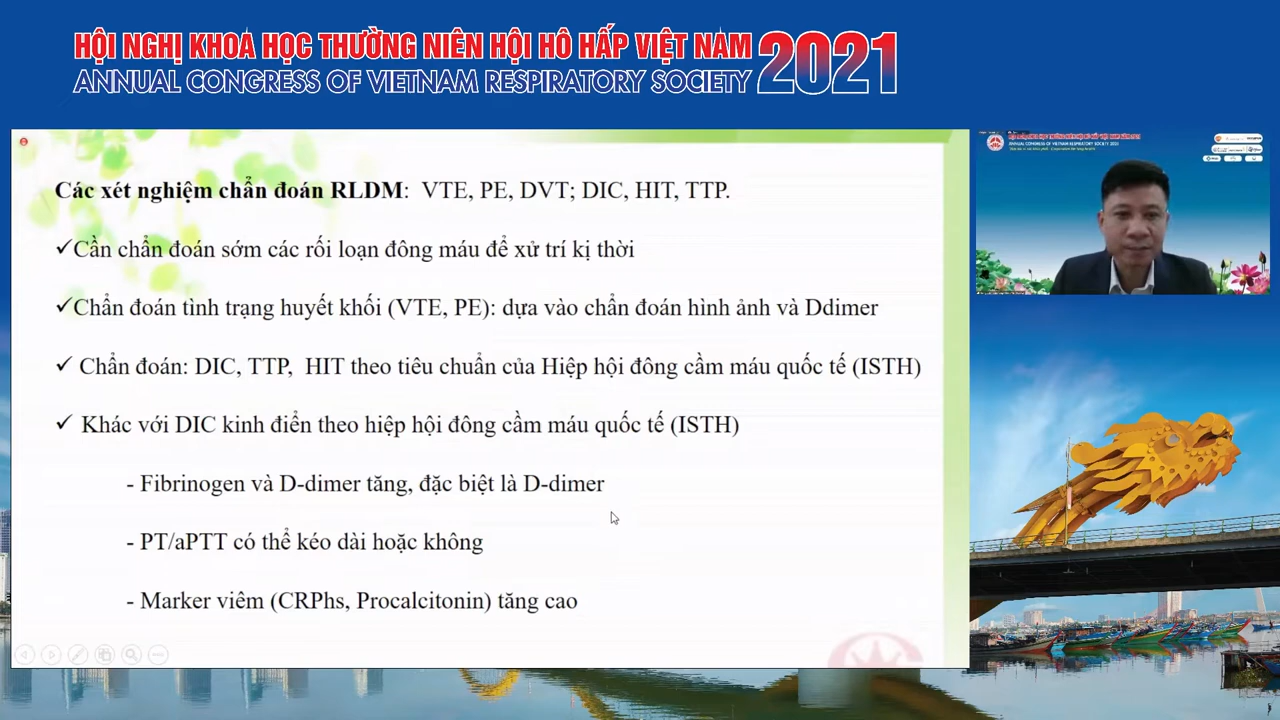 HỘI NGHỊ KHOA HỌC THƯỜNG NIÊN HỘI HÔ HẤP VIỆT NAM 2021
ANNUAL CONGRESS OF VIETNAM RESPIRATORY SOCIETY
Các xét nghiệm chẩn đoán RLDM: VTE, PE, DVT; DIC, HIT, TTP.
✓Cần chẩn đoán sớm các rối loạn đông máu để xử trí kị thời
✓Chẩn đoán tình trạng huyết khối (VTE, PE): dựa vào chẩn đoán hình ảnh và Ddimer
✓ Chẩn đoán: DIC, TTP, HIT theo tiêu chuẩn của Hiệp hội đông cầm máu quốc tế (ISTH)
✓ Khác với DIC kinh điển theo hiệp hội đông cầm máu quốc tế (ISTH)
- Fibrinogen và D-dimer tăng, đặc biệt là D-dimer
- PT/aPTT có thể kéo dài hoặc không
- Marker viêm (CRPhs, Procalcitonin) tăng cao
ANNUAL CONGRESS OF VIETNAM RESPIRATORY SOCIETY 2021